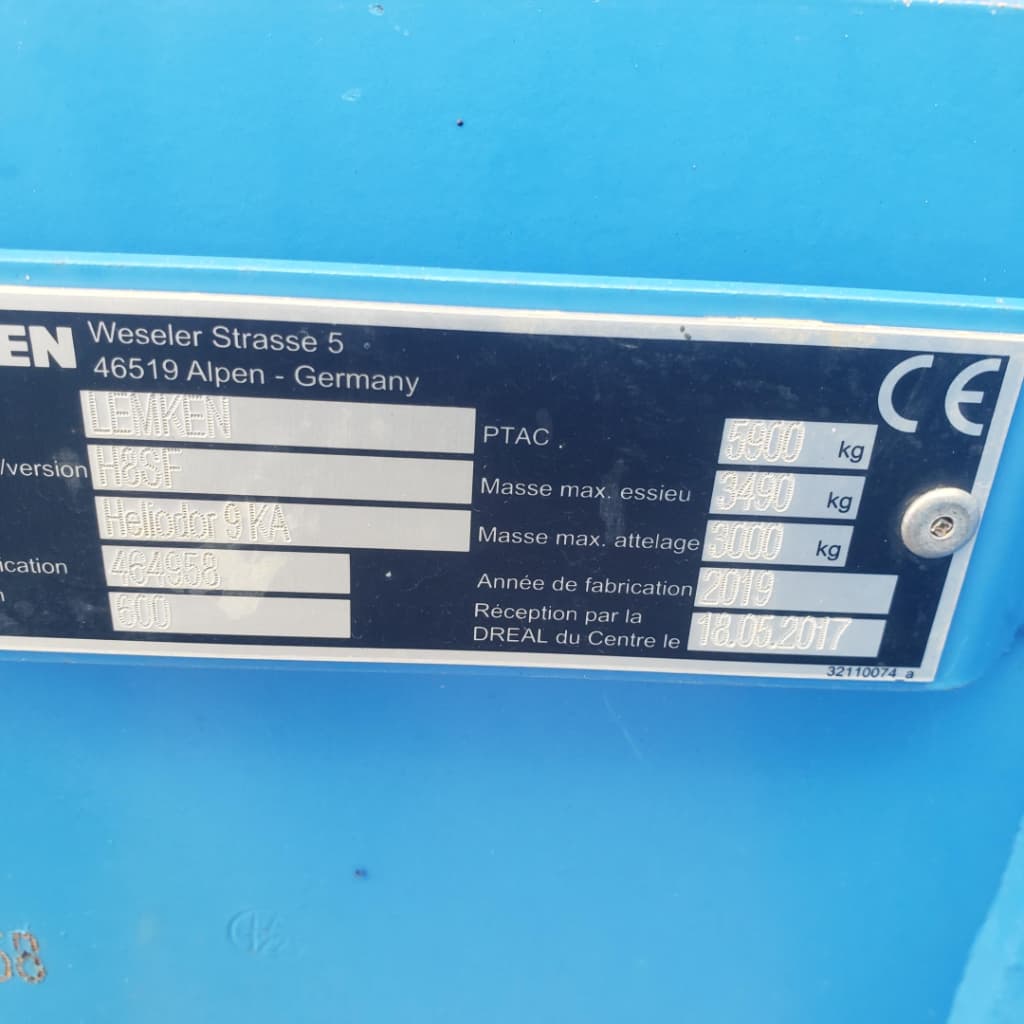 EN Weseler Strasse 5
46519 Alpen - Germany
CE
LEMKEN
/version H8SF
Heliodor 9 KA
ication 464958
n 600
PTAC 5900 kg
Masse max. essieu 3490 kg
Masse max. attelage 3000 kg
Année de fabrication 2019
Réception par la
DREAL du Centre le 18.05.2017
32110074_a
58